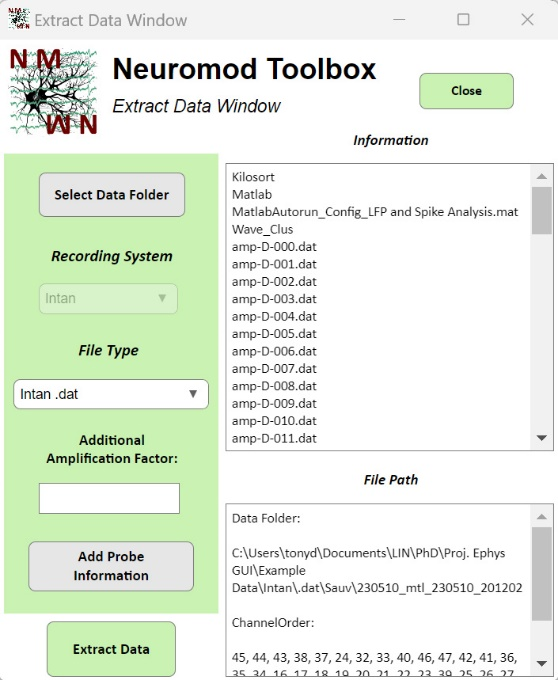 Extract Data Window
NM
WN
Neuromod Toolbox
Extract Data Window
Close
Select Data Folder
Recording System
Intan
File Type
Intan .dat
Additional
Amplification Factor:
Add Probe
Information
Extract Data
Information
Kilosort
Matlab
MatlabAutorun_Config_LFP and Spike Analysis.mat
Wave_Clus
amp-D-000.dat
amp-D-001.dat
amp-D-002.dat
amp-D-003.dat
amp-D-004.dat
amp-D-005.dat
amp-D-006.dat
amp-D-007.dat
amp-D-008.dat
amp-D-009.dat
amp-D-010.dat
amp-D-011.dat
File Path
Data Folder:
C:\Users\tonyd\Documents\LIN\PhD\Proj. Ephys
GUI\Example
Data\Intan\.dat\Sauv\230510_mtl_230510_201202
ChannelOrder:
45, 44, 43, 38, 37, 24, 32, 33, 40, 46, 47, 42, 41, 36,
35, 34, 16, 17, 18, 19, 20, 21, 22, 23, 39, 25, 26, 27